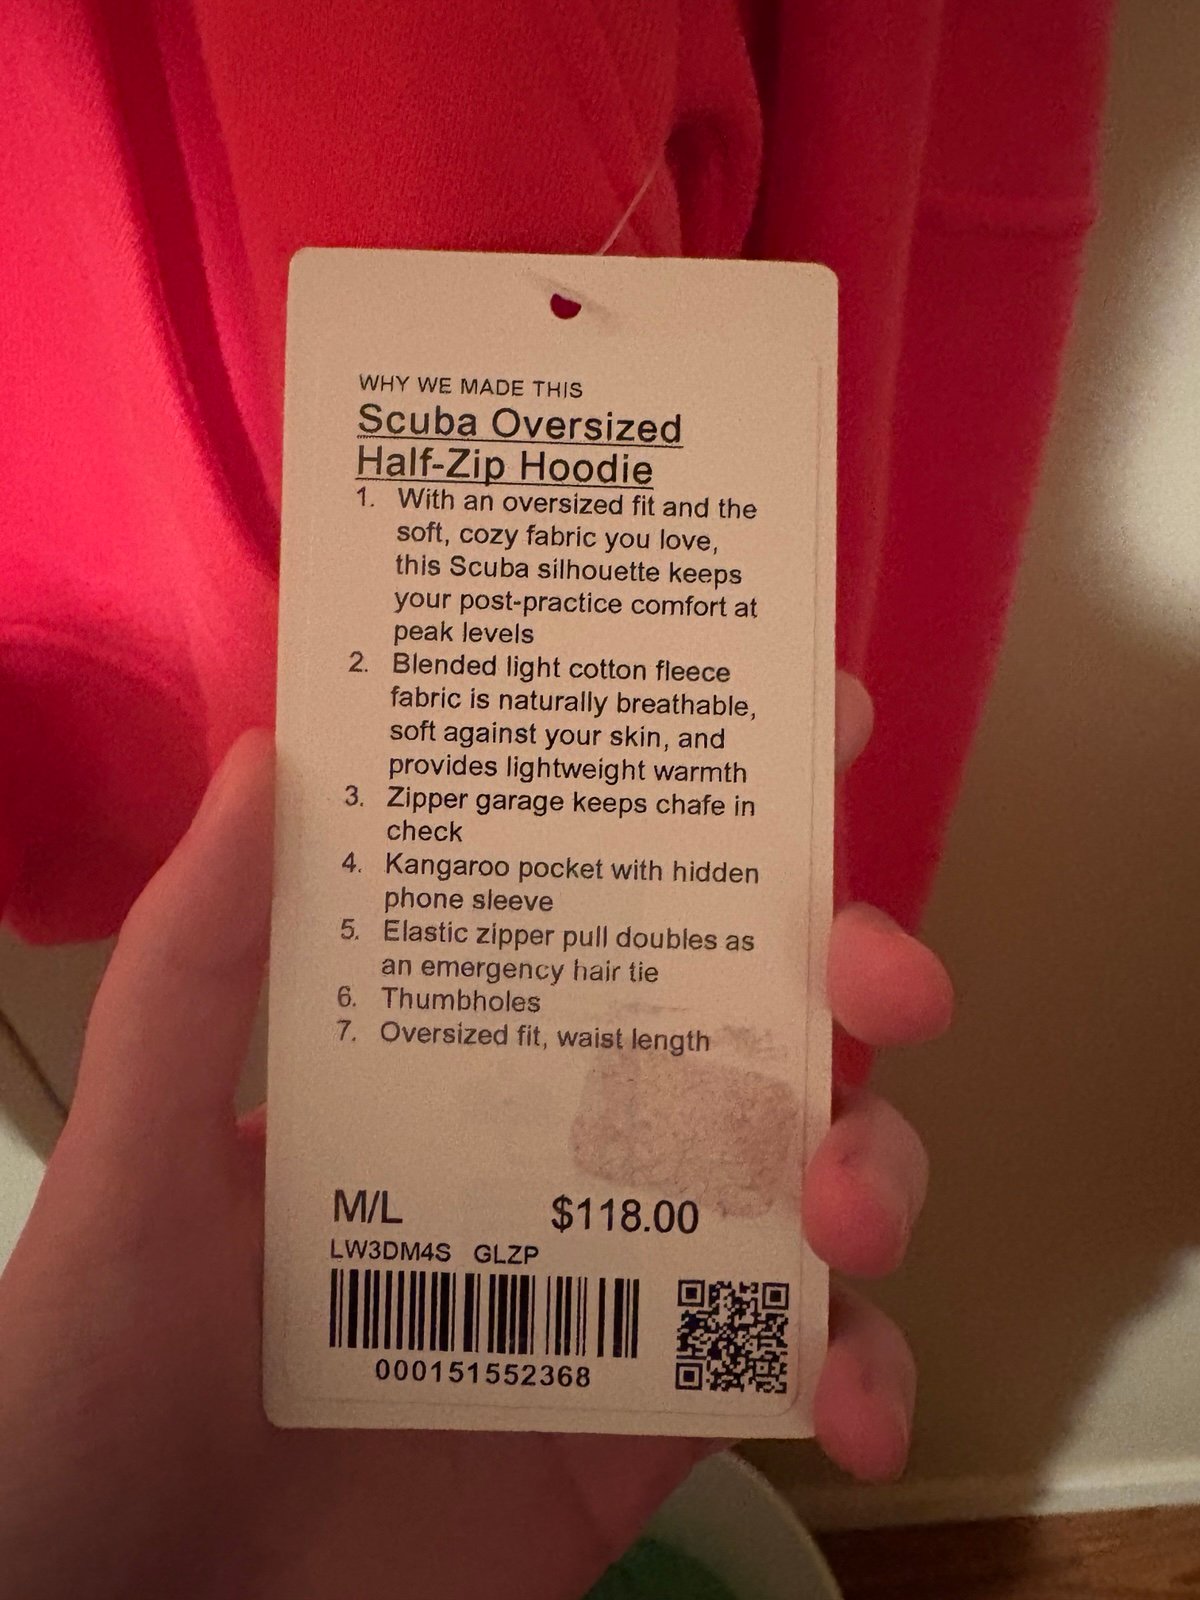 WHY WE MADE THIS
Scuba Oversized
Half-Zip Hoodie
1. With an oversized fit and the
soft, cozy fabric you love,
this Scuba silhouette keeps
your post-practice comfort at
peak levels
2. Blended light cotton fleece
fabric is naturally breathable,
soft against your skin, and
provides lightweight warmth
3. Zipper garage keeps chafe in
check
4. Kangaroo pocket with hidden
phone sleeve
5. Elastic zipper pull doubles as
an emergency hair tie
6. Thumbholes
7. Oversized fit, waist length
M/L $118.00
LW3DM4S GLZP
000151552368